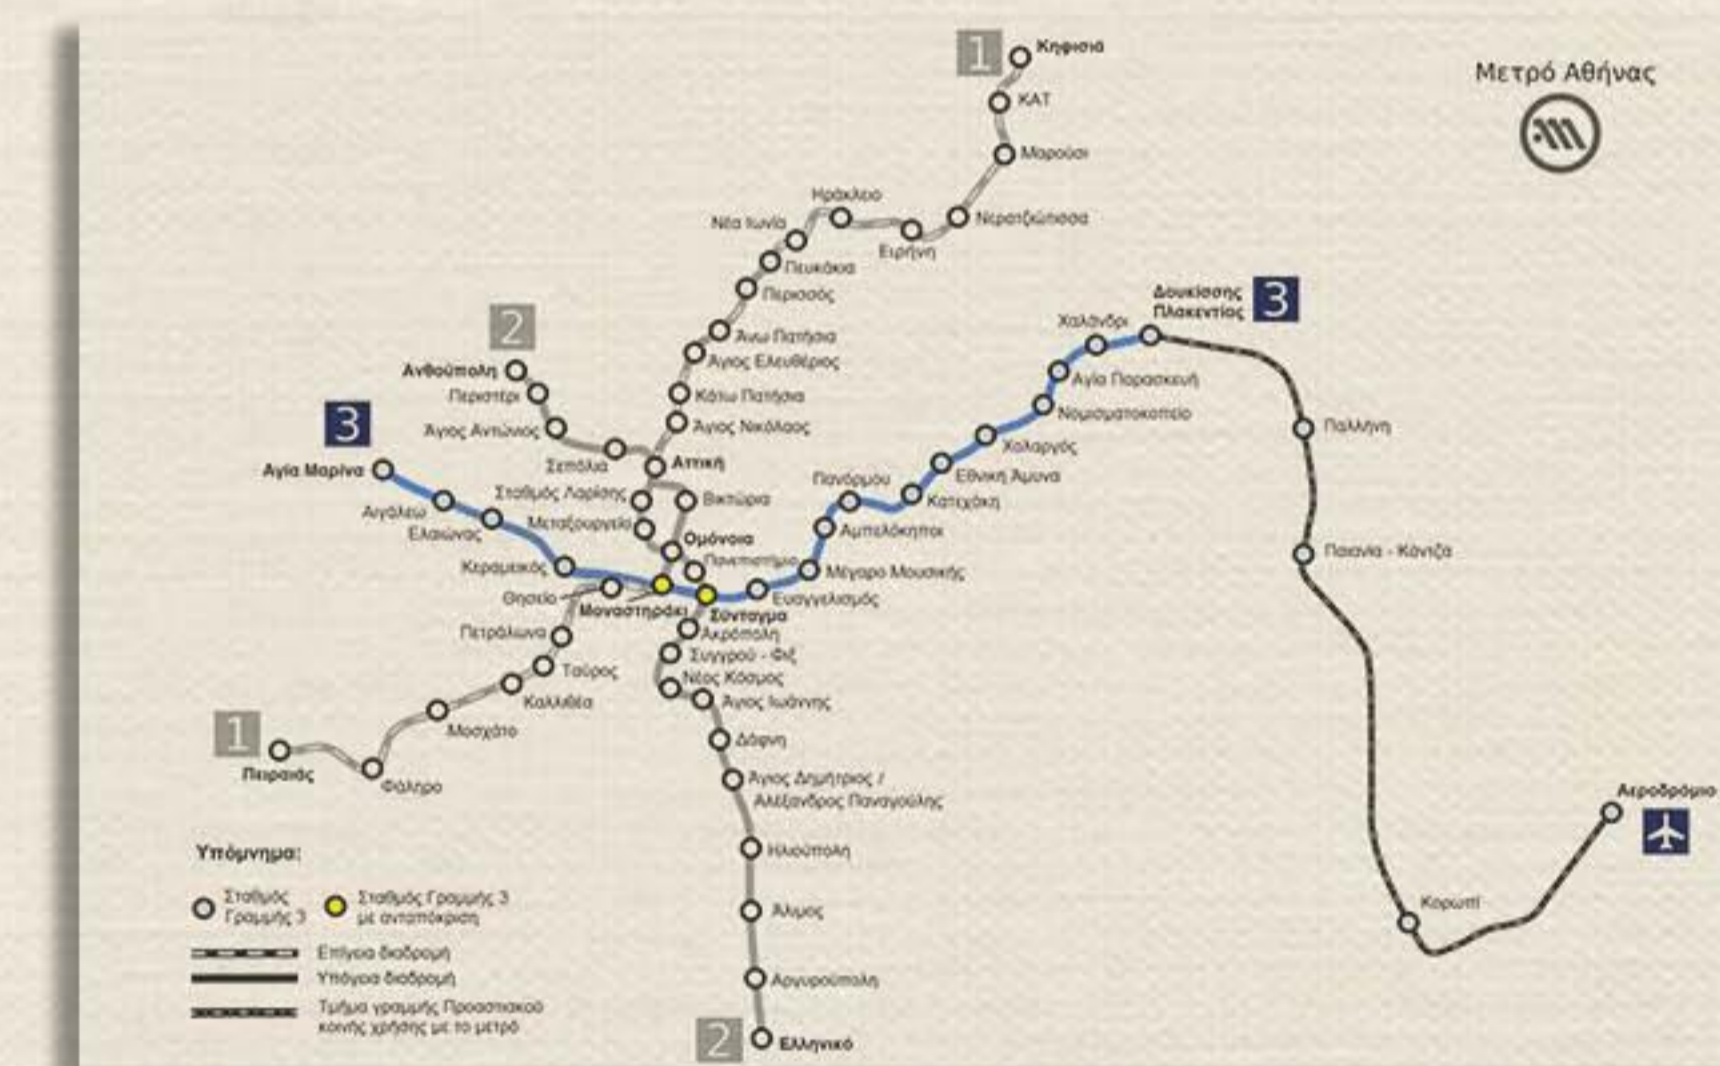 1
Κηφισιά
Μετρό Αθήνας
ΚΑΤ
Μαρούσι
Ηράκλειο
Νέα Ιωνία
Νερατζιώτισσα
Ειρήνη
Πευκάκια
Περισσός
Δουκίσσης
Πλακεντίας
3
2
Χαλάνδρι
Άνω Πατήσια
Άγιος Ελευθέριος
Ανθούπολη
Αγία Παρασκευή
Περιστέρι
Κάτω Πατήσια
Νομισματοκοπείο
3
Άγιος Αντώνιος
Άγιος Νικόλαος
Παλλήνη
Χολαργός
Αγία Μαρίνα
Σεπόλια
Αττική
Πανόρμου
Εθνική Άμυνα
Σταθμός Λαρίσης
Βικτώρια
Κατεχάκη
Αιγάλεω
Μεταξουργείο
Ελαιώνας
Ομόνοια
Αμπελόκηποι
Παιανία - Κάντζα
Κεραμεικός
Πανεπιστήμιο
Μέγαρο Μουσικής
Θησείο
Μοναστηράκι
Σύνταγμα
Ευαγγελισμός
Πετράλωνα
Ακρόπολη
Συγγρού - Φιξ
Ταύρος
Νέος Κόσμος
Καλλιθέα
Άγιος Ιωάννης
1
Μοσχάτο
Δάφνη
Πειραιάς
Φάληρο
Άγιος Δημήτριος /
Αλέξανδρος Παναγούλης
Αεροδρόμιο
Υπόμνημα:
Ηλιούπολη
Σταθμός
Γραμμής 3
Σταθμός Γραμμής 3
με ανταπόκριση
Άλιμος
Κορωπί
Επίγεια διαδρομή
Υπόγεια διαδρομή
Αργυρούπολη
Τμήμα γραμμής Προαστιακού
κοινής χρήσης με το μετρό
2
Ελληνικό